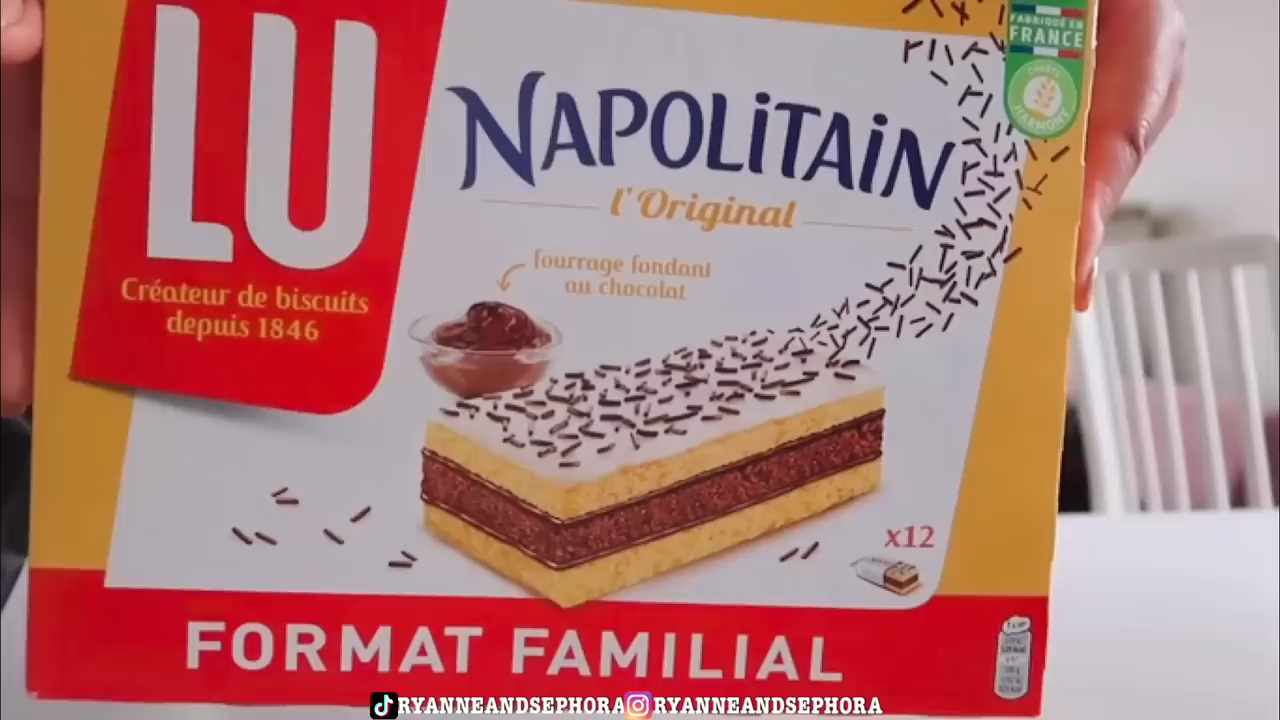 LU
Créateur de biscuits
depuis 1846
NAPOLiTAiN
l'Original
fourrage fondant
au chocolat
FABRIQUÉ EN
FRANCE
CHARTE
HARMONY
x12
FORMAT FAMILIAL
RYANNEANDSEPHORA RYANNEANDSEPHORA